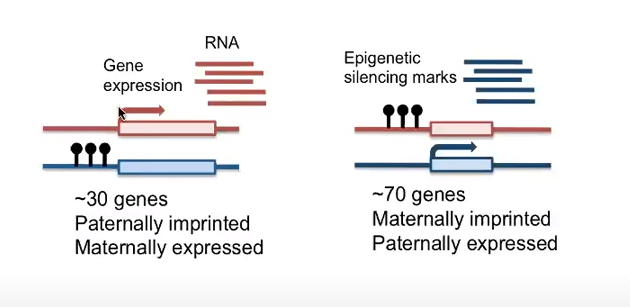 RNA
Gene
expression
~30 genes
Paternally imprinted
Maternally expressed
Epigenetic
silencing marks
~70 genes
Maternally imprinted
Paternally expressed